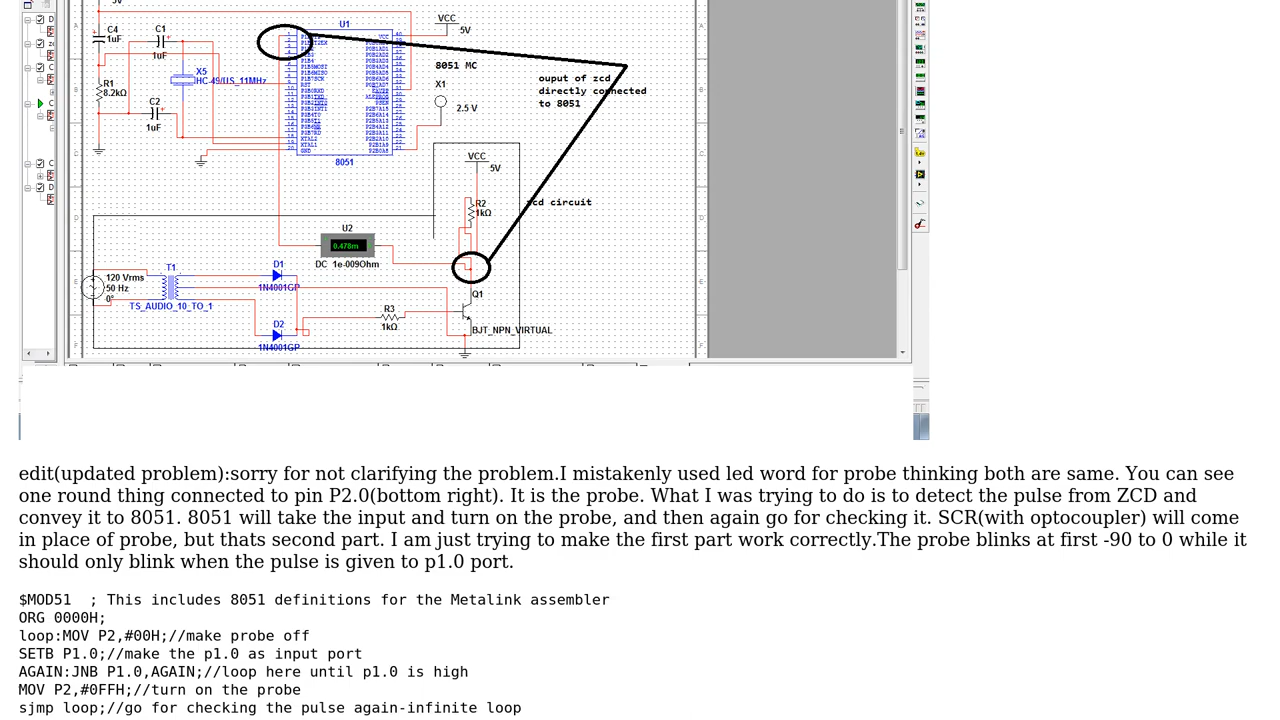 5V
U1
VCC
5V
C4
1uF
C1
1uF
X5
HC-49/US_11MHz
R1
8.2kΩ
C2
1uF
8051 MC
X1
2.5 V
ouput of zcd
directly connected
to 8051
8051
VCC
5V
R2
1kΩ
zcd circuit
U2
0.478m
DC 1e-009Ohm
T1
D1
1N4001GP
120 Vrms
50 Hz
0°
TS_AUDIO_10_TO_1
Q1
R3
1kΩ
D2
1N4001GP
BJT_NPN_VIRTUAL
edit(updated problem):sorry for not clarifying the problem.I mistakenly used led word for probe thinking both are same. You can see
one round thing connected to pin P2.0(bottom right). It is the probe. What I was trying to do is to detect the pulse from ZCD and
convey it to 8051. 8051 will take the input and turn on the probe, and then again go for checking it. SCR(with optocoupler) will come
in place of probe, but thats second part. I am just trying to make the first part work correctly.The probe blinks at first -90 to 0 while it
should only blink when the pulse is given to p1.0 port.
$MOD51  ; This includes 8051 definitions for the Metalink assembler
ORG 0000H;
loop:MOV P2,#00H;//make probe off
SETB P1.0;//make the p1.0 as input port
AGAIN:JNB P1.0,AGAIN;//loop here until p1.0 is high
MOV P2,#0FFH;//turn on the probe
sjmp loop;//go for checking the pulse again-infinite loop